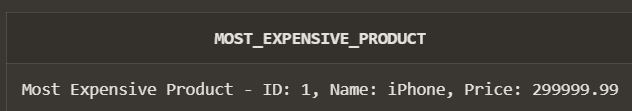 MOST_EXPENSIVE_PRODUCT
Most Expensive Product - ID: 1, Name: iPhone, Price: 299999.99